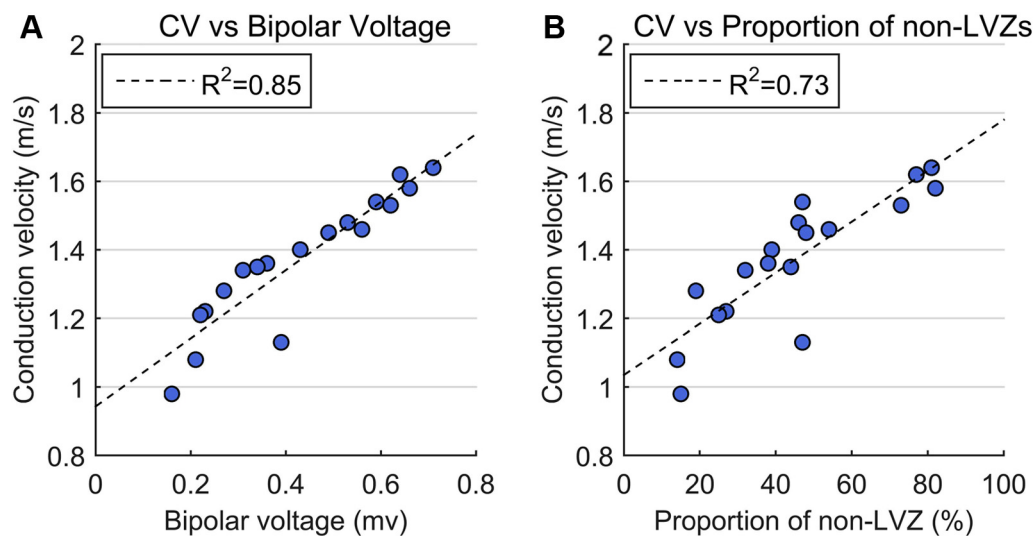 A
CV vs Bipolar Voltage
R²=0.85
Conduction velocity (m/s)
2
1.8
1.6
1.4
1.2
1
0.8
0
0.2
0.4
0.6
0.8
Bipolar voltage (mv)
B
CV vs Proportion of non-LVZs
R²=0.73
Conduction velocity (m/s)
2
1.8
1.6
1.4
1.2
1
0.8
0
20
40
60
80
100
Proportion of non-LVZ (%)